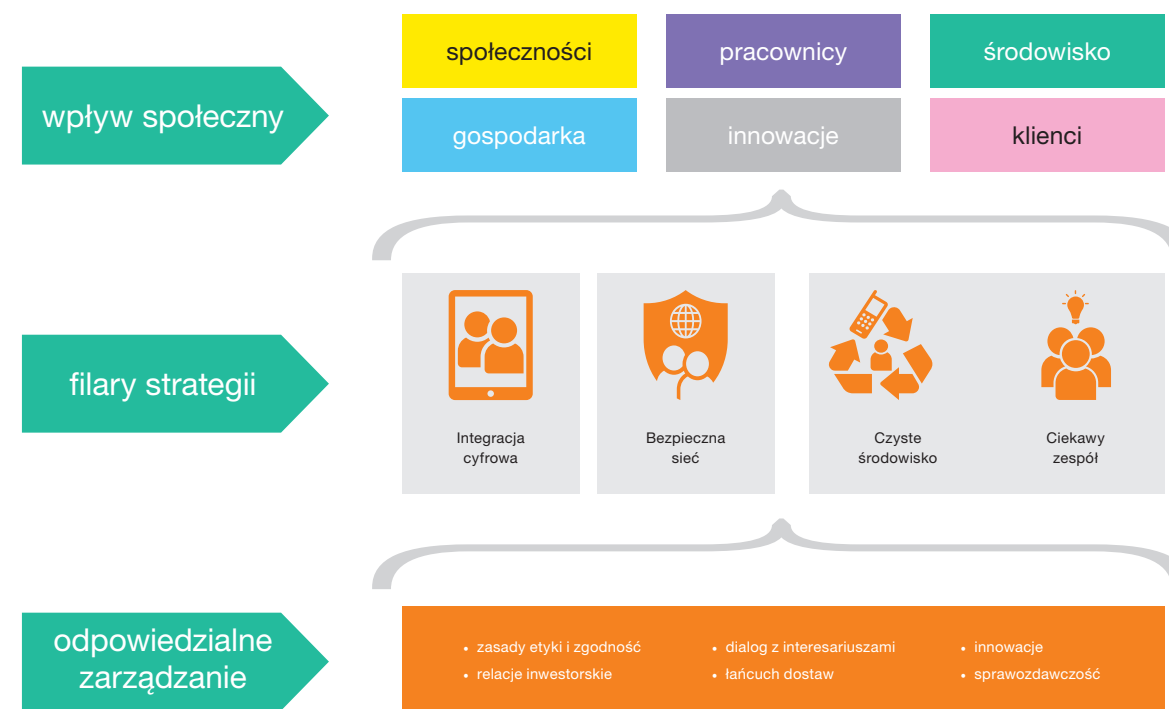 społeczności
pracownicy
środowisko
wpływ społeczny
gospodarka
innowacje
klienci
filary strategii
Integracja
cyfrowa
Bezpieczna
sieć
Czyste
środowisko
Ciekawy
zespół
odpowiedzialne
zarządzanie
• zasady etyki i zgodność
• relacje inwestorskie
• dialog z interesariuszami
• łańcuch dostaw
• innowacje
• sprawozdawczość